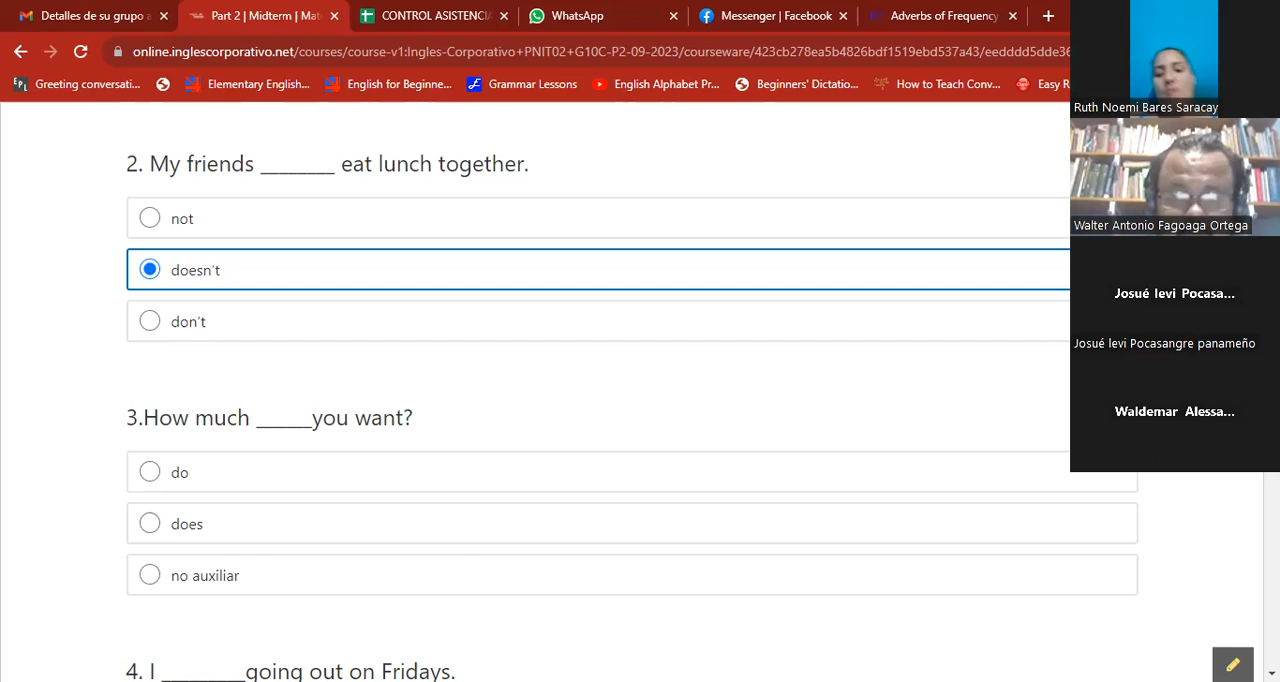 Detalles de su grupo a
Part 2 | Midterm | Mat
CONTROL ASISTENCIA
WhatsApp
Messenger | Facebook
Adverbs of Frequency
online.inglescorporativo.net/courses/course-v1:Ingles-Corporativo+PNIT02+G10C-P2-09-2023/courseware/423cb278ea5b4826bdf1519ebd537a43/eedddd5dde36
Greeting conversati...
Elementary English...
English for Beginne...
Grammar Lessons
English Alphabet Pr...
Beginners' Dictatio...
How to Teach Conv...
Easy R
Ruth Noemi Bares Saracay
Walter Antonio Fagoaga Ortega
Josué levi Pocasa...
Josué levi Pocasangre panameño
Waldemar Alessa...
2. My friends ________ eat lunch together.
not
doesn't
don't
3.How much ______you want?
do
does
no auxiliar
4. I _________going out on Fridays.